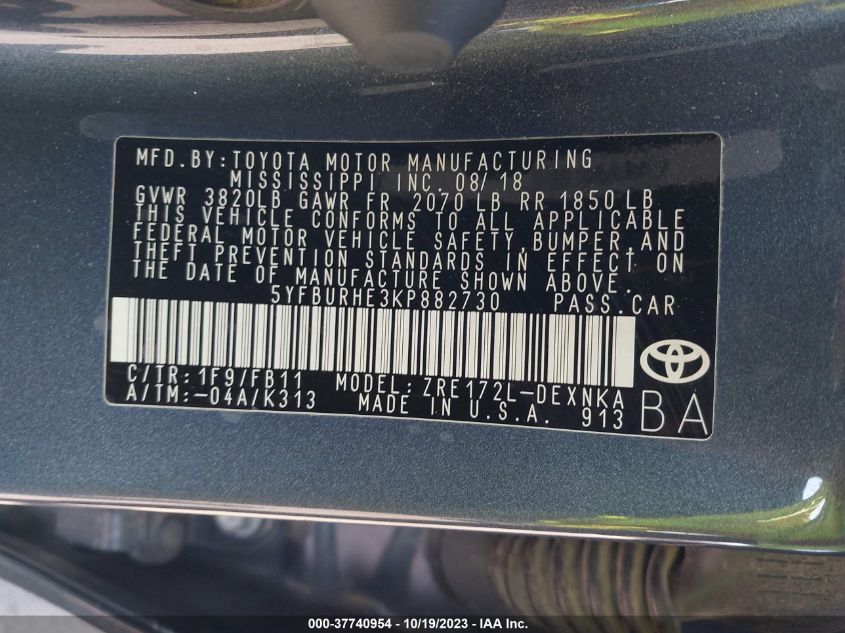 MFD.BY:TOYOTA MOTOR MANUFACTURING
MISSISSIPPI INC. 08/18
GVWR 3820LB GAWR FR 2070 LB RR 1850 LB
THIS VEHICLE CONFORMS TO ALL APPLICABLE
FEDERAL MOTOR VEHICLE SAFETY,BUMPER,AND
THEFT PREVENTION STANDARDS IN EFFECT ON
THE DATE OF MANUFACTURE SHOWN ABOVE.
5YFBURHE3KP882730 PASS.CAR
C/TR:1F9/FB11 MODEL:ZRE172L-DEXNKA
A/TM:-04A/K313 MADE IN U.S.A. 913
BA
000-37740954 | 10/19/2023 - IAA Inc.